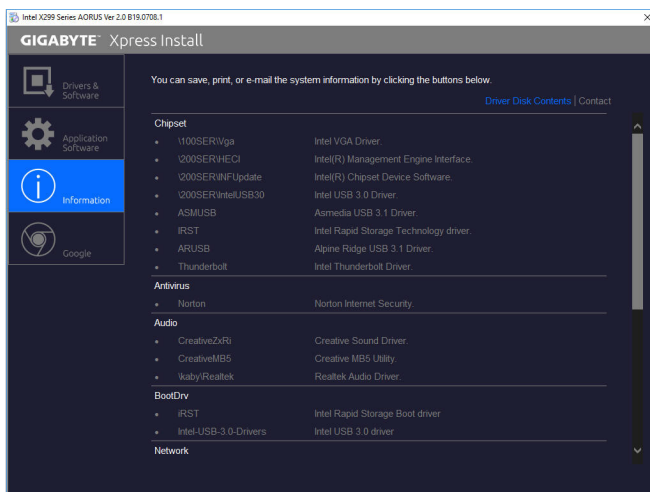 Intel X299 Series AORUS Ver 2.0 B19.0708.1
GIGABYTE™ Xpress Install
Drivers &
Software
Application
Software
Information
Google
You can save, print, or e-mail the system information by clicking the buttons below.
Driver Disk Contents | Contact
Chipset
• \100SER\Vga Intel VGA Driver.
• \200SER\HECI Intel(R) Management Engine Interface.
• \200SER\INFUpdate Intel(R) Chipset Device Software.
• \200SER\IntelUSB30 Intel USB 3.0 Driver.
• ASMUSB Asmedia USB 3.1 Driver.
• IRST Intel Rapid Storage Technology driver.
• ARUSB Alpine Ridge USB 3.1 Driver.
• Thunderbolt Intel Thunderbolt Driver.
Antivirus
• Norton Norton Internet Security.
Audio
• CreativeZxRi Creative Sound Driver.
• CreativeMB5 Creative MB5 Utility.
• \kaby\Realtek Realtek Audio Driver.
BootDrv
• iRST Intel Rapid Storage Boot driver
• Intel-USB-3.0-Drivers Intel USB 3.0 driver
Network